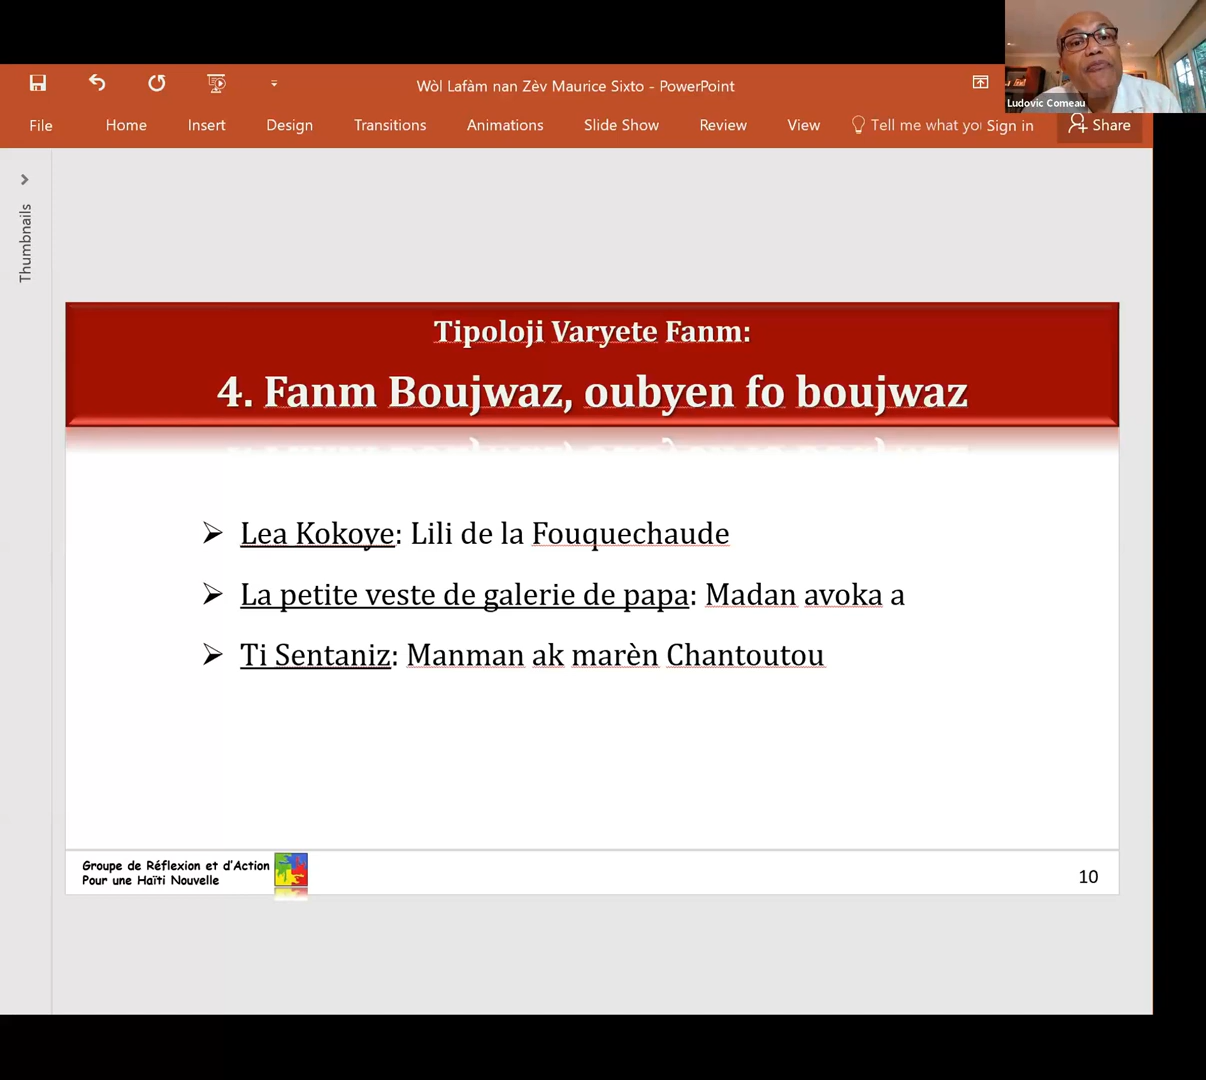 Ludovic Comeau
Wòl Lafàm nan Zèv Maurice Sixto - PowerPoint
File Home Insert Design Transitions Animations Slide Show Review View Tell me what yo Sign in Share
Thumbnails
Tipoloji Varyete Fanm:
4. Fanm Boujwaz, oubyen fo boujwaz
➢ Lea Kokoye: Lili de la Fouquechaude
➢ La petite veste de galerie de papa: Madan avoka a
➢ Ti Sentaniz: Manman ak marèn Chantoutou
Groupe de Réflexion et d'Action
Pour une Haïti Nouvelle
10